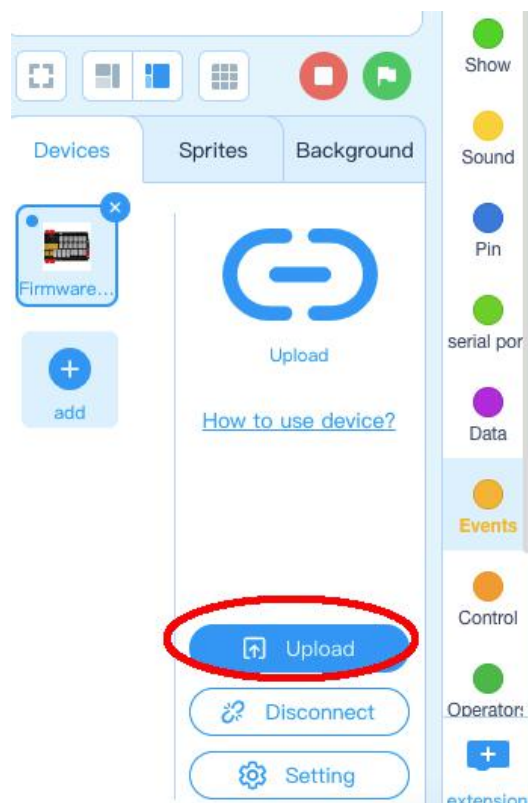 Devices
Sprites
Background
Firmware...
add
Upload
How to use device?
Upload
Disconnect
Setting
Show
Sound
Pin
serial por
Data
Events
Control
Operators
extension